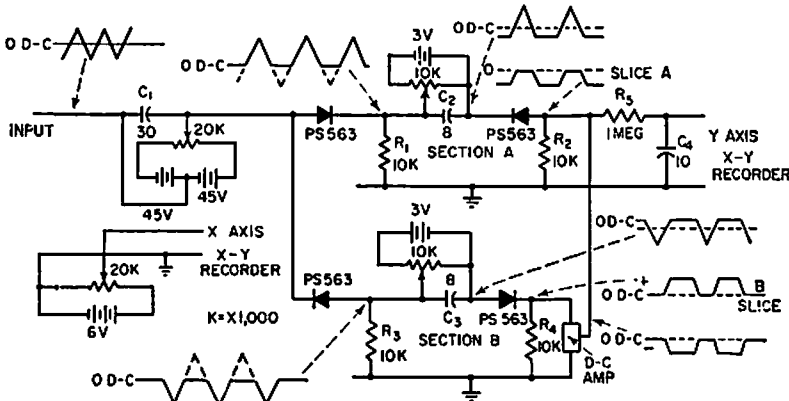 O D-C
INPUT
C1
30
20K
45V
45V
X AXIS
X-Y
RECORDER
20K
6V
O D-C
PS563
R1
10K
3V
10K
C2
8
SECTION A
PS563
R2
10K
O D-C
O
SLICE A
R5
1 MEG
C4
10
Y AXIS
X-Y
RECORDER
PS563
K=X1,000
O D-C
R3
10K
3V
10K
8
C3
SECTION B
PS563
R4
10K
D-C
AMP
O D-C
O D-C +
B
SLICE
O D-C
-